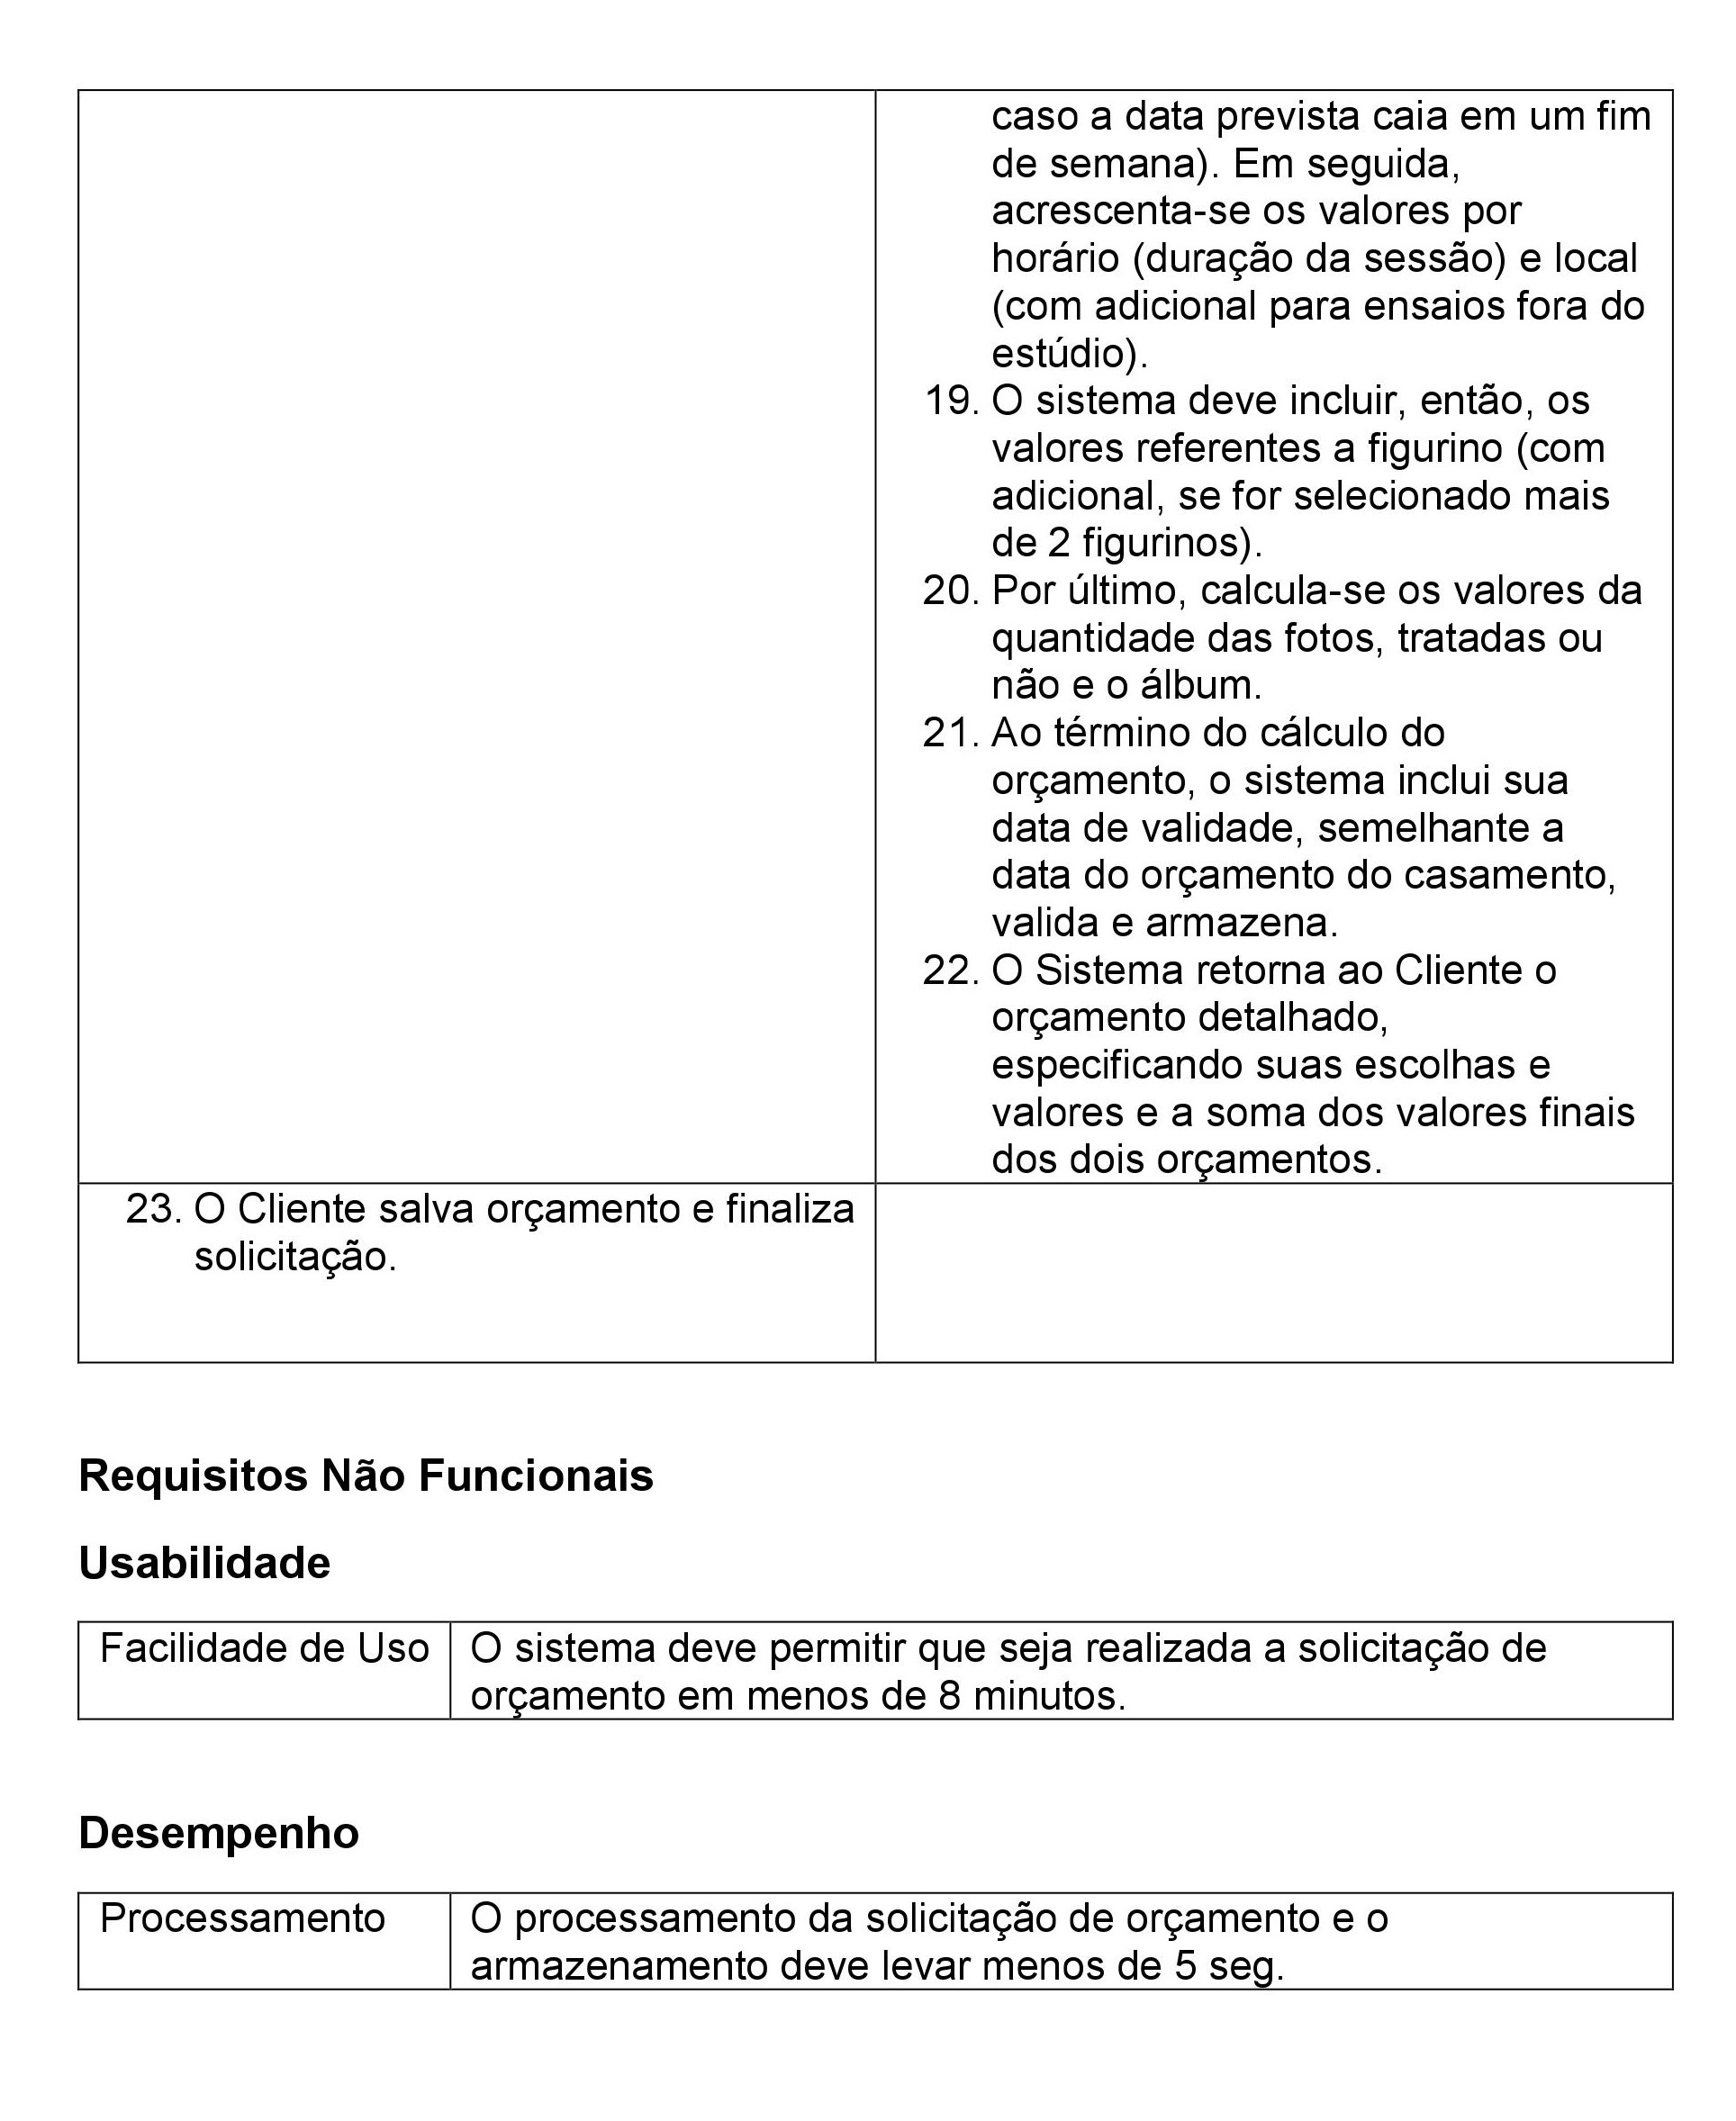 caso a data prevista caia em um fim
de semana). Em seguida,
acrescenta-se os valores por
horário (duração da sessão) e local
(com adicional para ensaios fora do
estúdio).
19. O sistema deve incluir, então, os
valores referentes a figurino (com
adicional, se for selecionado mais
de 2 figurinos).
20. Por último, calcula-se os valores da
quantidade das fotos, tratadas ou
não e o álbum.
21. Ao término do cálculo do
orçamento, o sistema inclui sua
data de validade, semelhante a
data do orçamento do casamento,
valida e armazena.
22. O Sistema retorna ao Cliente o
orçamento detalhado,
especificando suas escolhas e
valores e a soma dos valores finais
dos dois orçamentos.
23. O Cliente salva orçamento e finaliza
solicitação.
Requisitos Não Funcionais
Usabilidade
Facilidade de Uso
O sistema deve permitir que seja realizada a solicitação de
orçamento em menos de 8 minutos.
Desempenho
Processamento
O processamento da solicitação de orçamento e o
armazenamento deve levar menos de 5 seg.